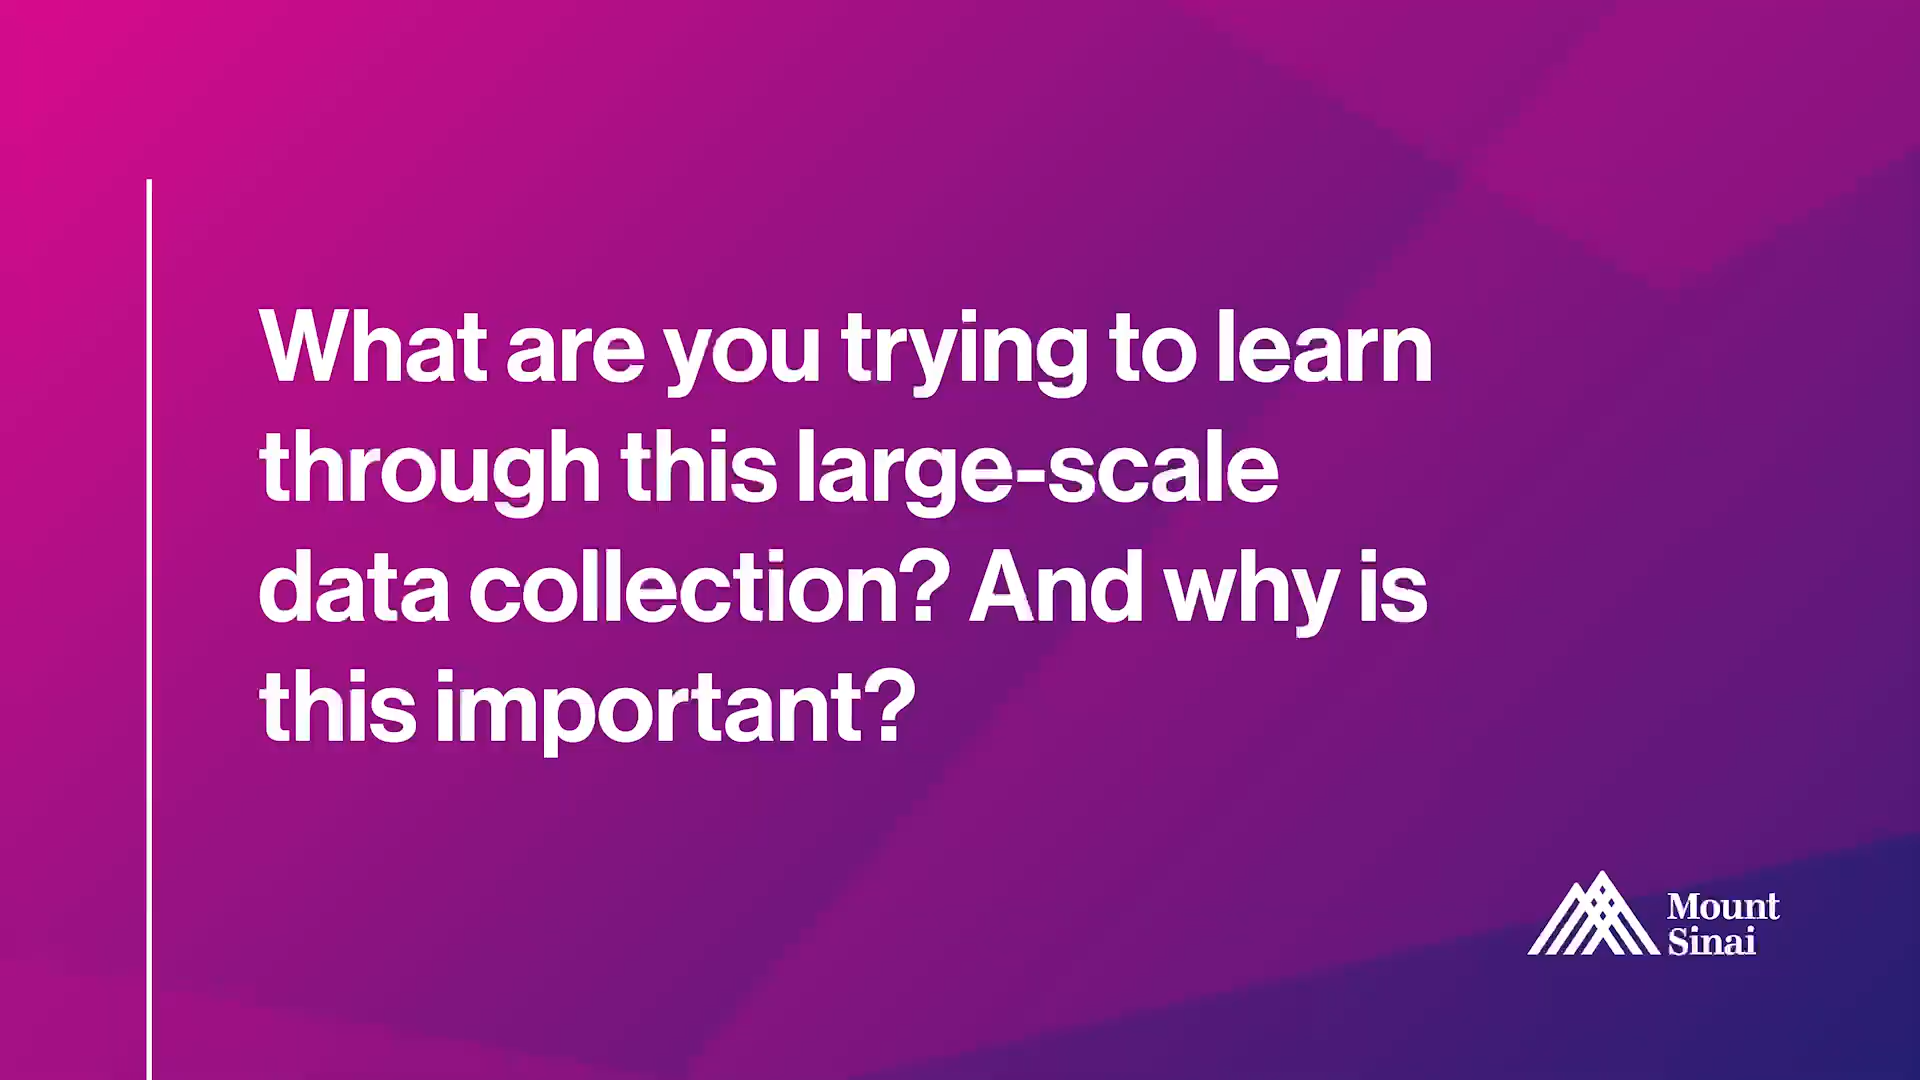 What are you trying to learn
through this large-scale
data collection? And why is
this important?
Mount
Sinai